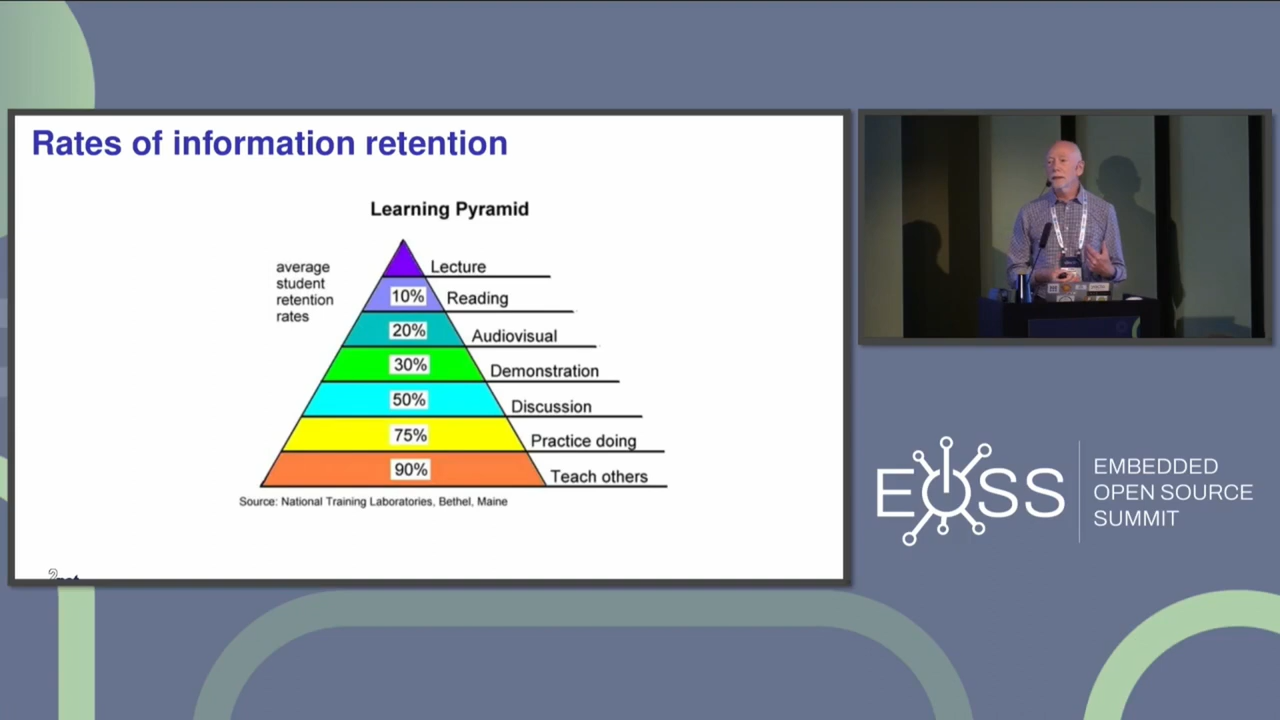 Rates of information retention
Learning Pyramid
average
student
retention
rates
Lecture
10%
Reading
20%
Audiovisual
30%
Demonstration
50%
Discussion
75%
Practice doing
90%
Teach others
Source: National Training Laboratories, Bethel, Maine
EOSS
EMBEDDED
OPEN SOURCE
SUMMIT